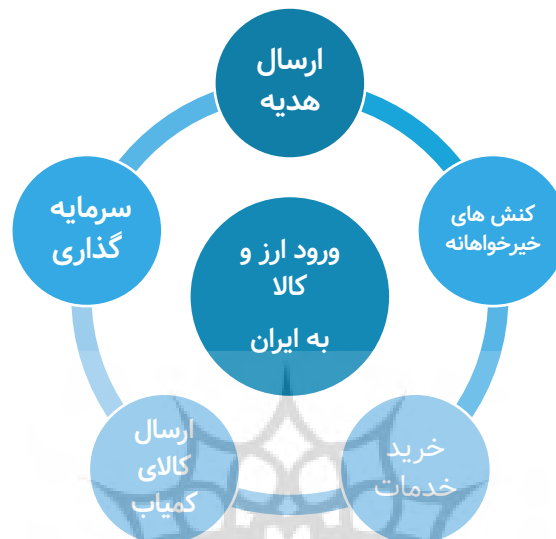 ارسال
هدیه
کنش های
خیرخواهانه
خرید
خدمات
ارسال
کالای
کمیاب
سرمایه
گذاری
ورود ارز و
کالا
به ایران